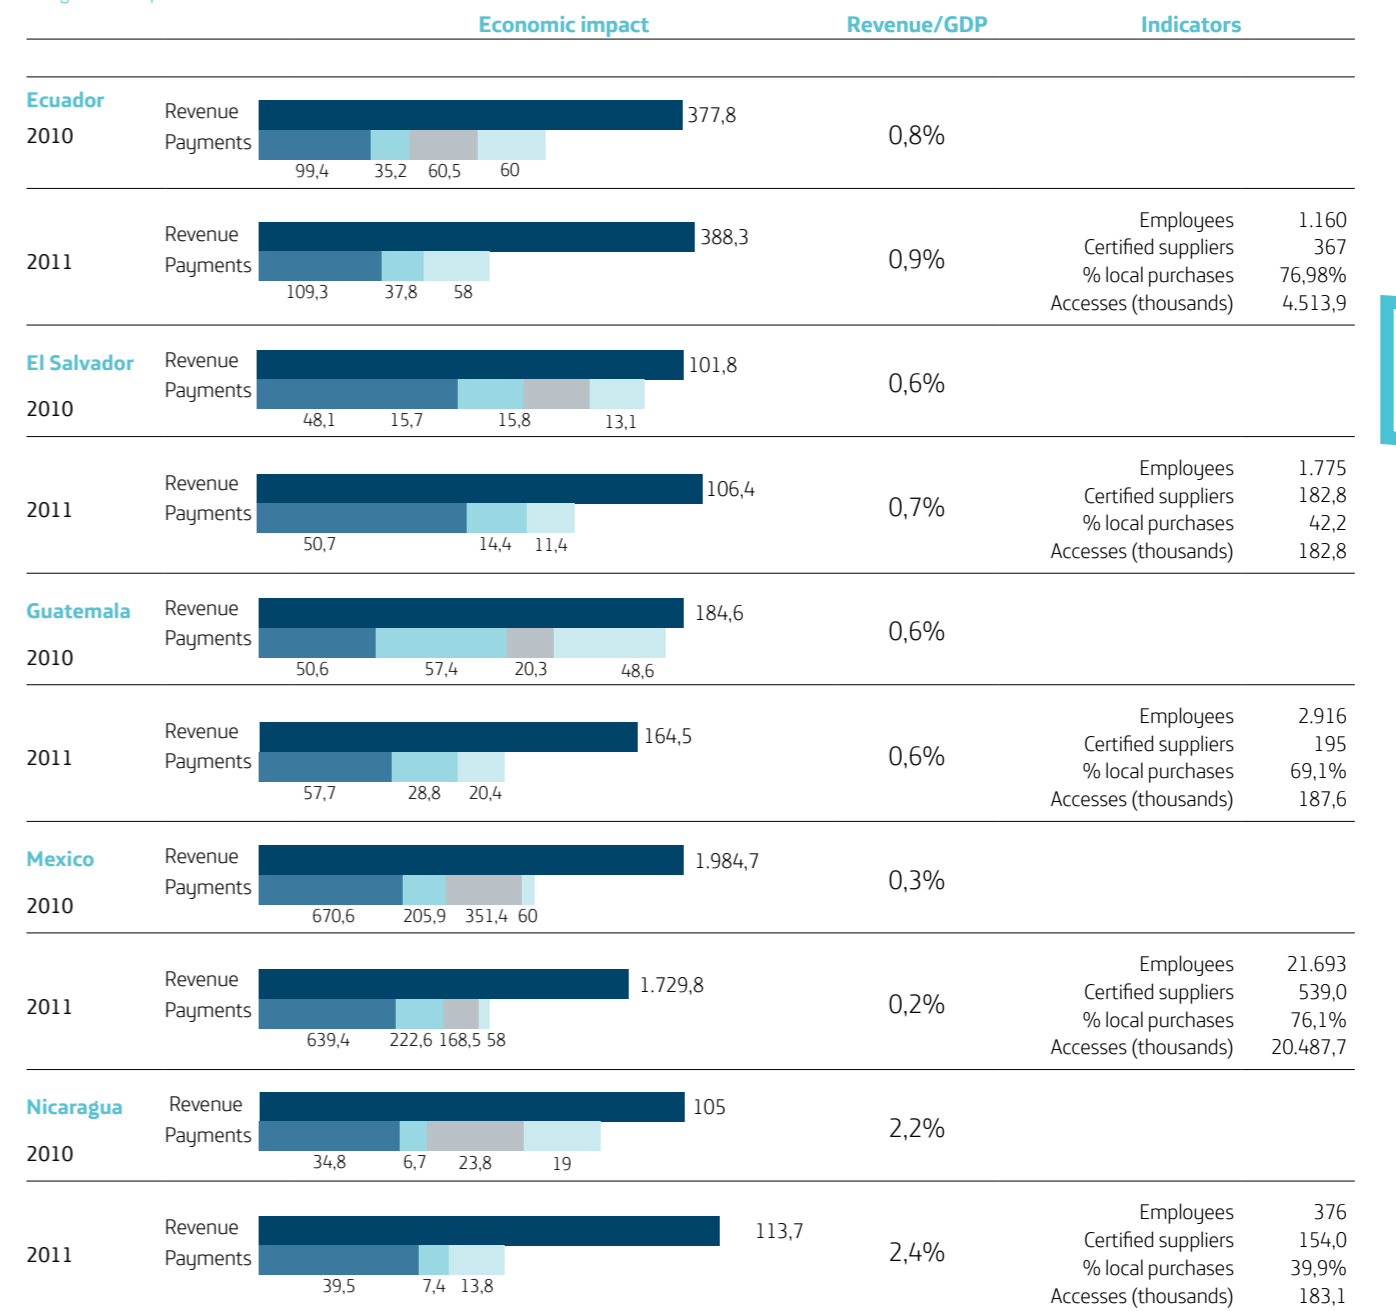 Economic impact Revenue/GDP Indicators
Ecuador
2010
Revenue 377,8
Payments
99,4 35,2 60,5 60
0,8%
2011
Revenue 388,3
Payments
109,3 37,8 58
0,9%
Employees 1.160
Certified suppliers 367
% local purchases 76,98%
Accesses (thousands) 4.513,9
El Salvador
2010
Revenue 101,8
Payments
48,1 15,7 15,8 13,1
0,6%
2011
Revenue 106,4
Payments
50,7 14,4 11,4
0,7%
Employees 1.775
Certified suppliers 182,8
% local purchases 42,2
Accesses (thousands) 182,8
Guatemala
2010
Revenue 184,6
Payments
50,6 57,4 20,3 48,6
0,6%
2011
Revenue 164,5
Payments
57,7 28,8 20,4
0,6%
Employees 2.916
Certified suppliers 195
% local purchases 69,1%
Accesses (thousands) 187,6
Mexico
2010
Revenue 1.984,7
Payments
670,6 205,9 351,4 60
0,3%
2011
Revenue 1.729,8
Payments
639,4 222,6 168,5 58
0,2%
Employees 21.693
Certified suppliers 539,0
% local purchases 76,1%
Accesses (thousands) 20.487,7
Nicaragua
2010
Revenue 105
Payments
34,8 6,7 23,8 19
2,2%
2011
Revenue 113,7
Payments
39,5 7,4 13,8
2,4%
Employees 376
Certified suppliers 154,0
% local purchases 39,9%
Accesses (thousands) 183,1